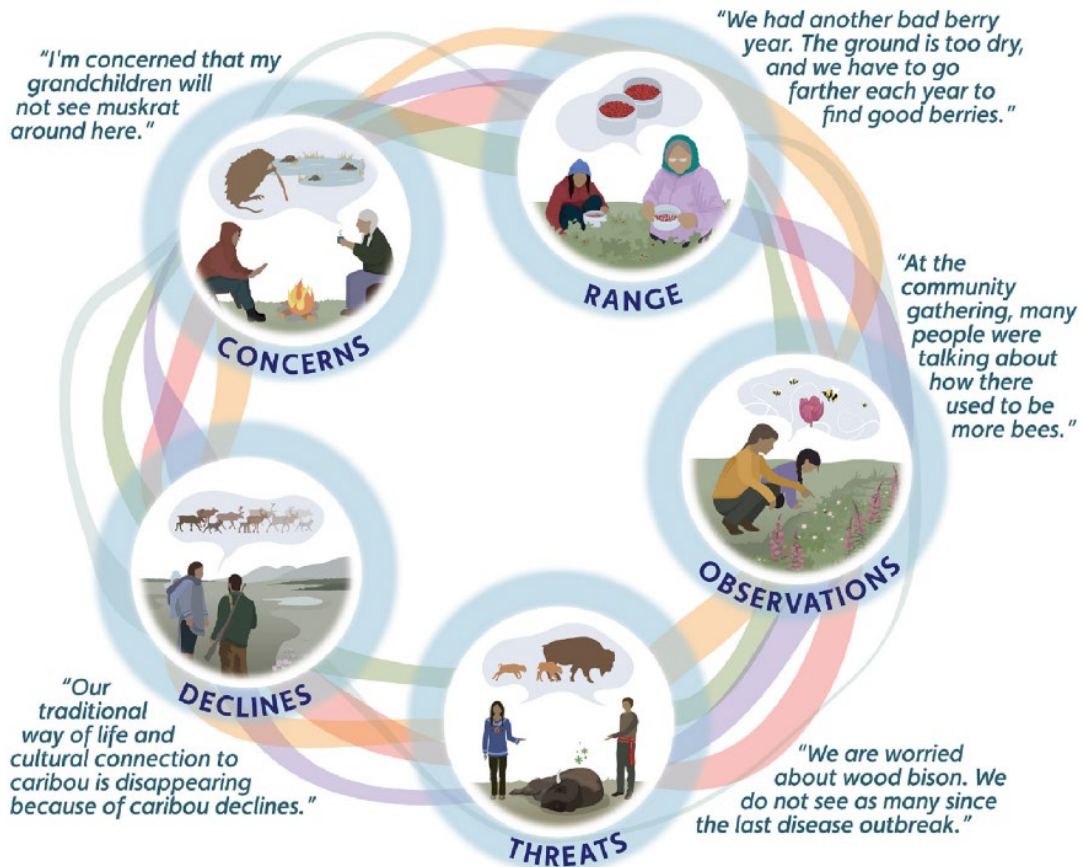 "I'm concerned that my
grandchildren will
not see muskrat
around here."
CONCERNS
"We had another bad berry
year. The ground is too dry,
and we have to go
farther each year to
find good berries."
RANGE
"At the
community
gathering, many
people were
talking about
how there
used to be
more bees."
OBSERVATIONS
"We are worried
about wood bison. We
do not see as many since
the last disease outbreak."
THREATS
"Our
traditional
way of life and
cultural connection to
caribou is disappearing
because of caribou declines."
DECLINES